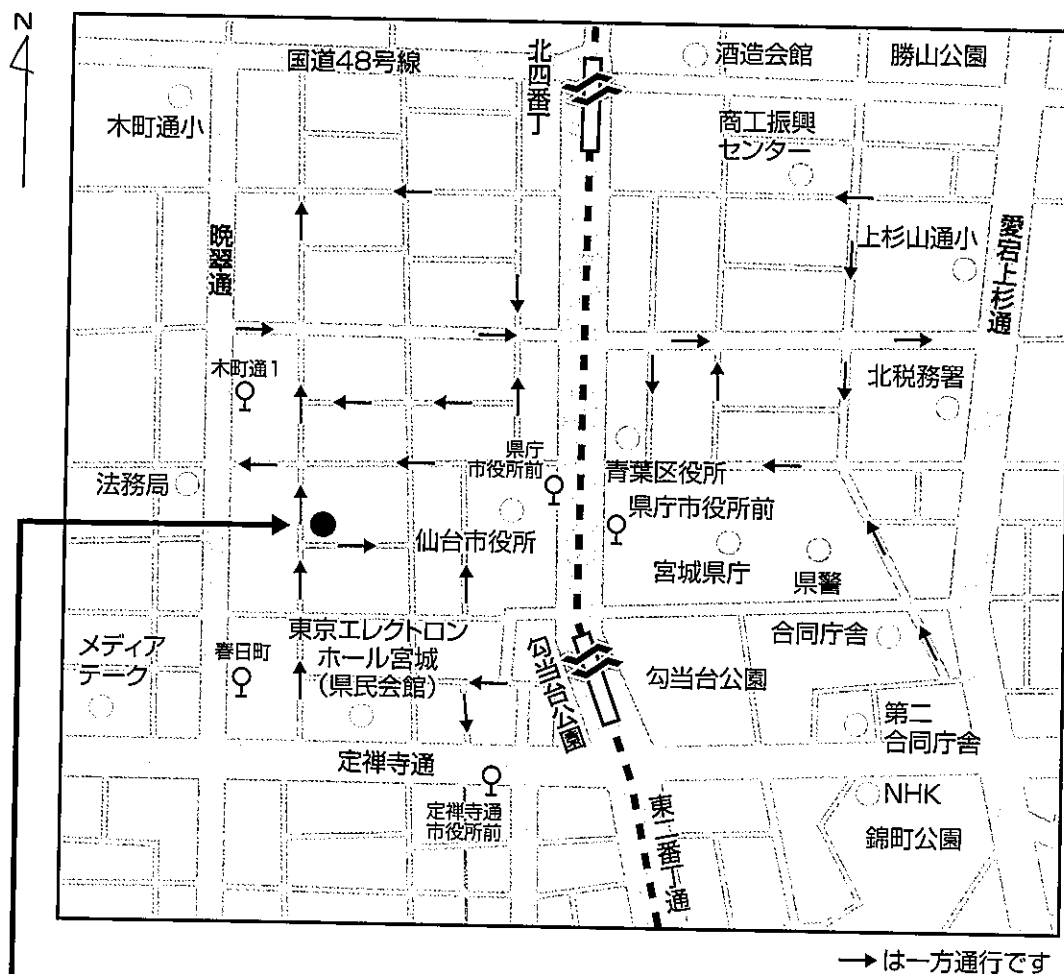 N
国道48号線
北四番丁
酒造会館
勝山公園
木町通小
商工振興
センター
晩翠通
上杉山通小
愛宕上杉通
木町通1
北税務署
県庁
市役所前
青葉区役所
法務局
県庁市役所前
仙台市役所
宮城県庁
県警
メディア
テーク
春日町
東京エレクトロン
ホール宮城
(県民会館)
勾当台公園
勾当台公園
合同庁舎
第二
合同庁舎
定禅寺通
定禅寺通
市役所前
東二番丁通
NHK
錦町公園
→は一方通行です